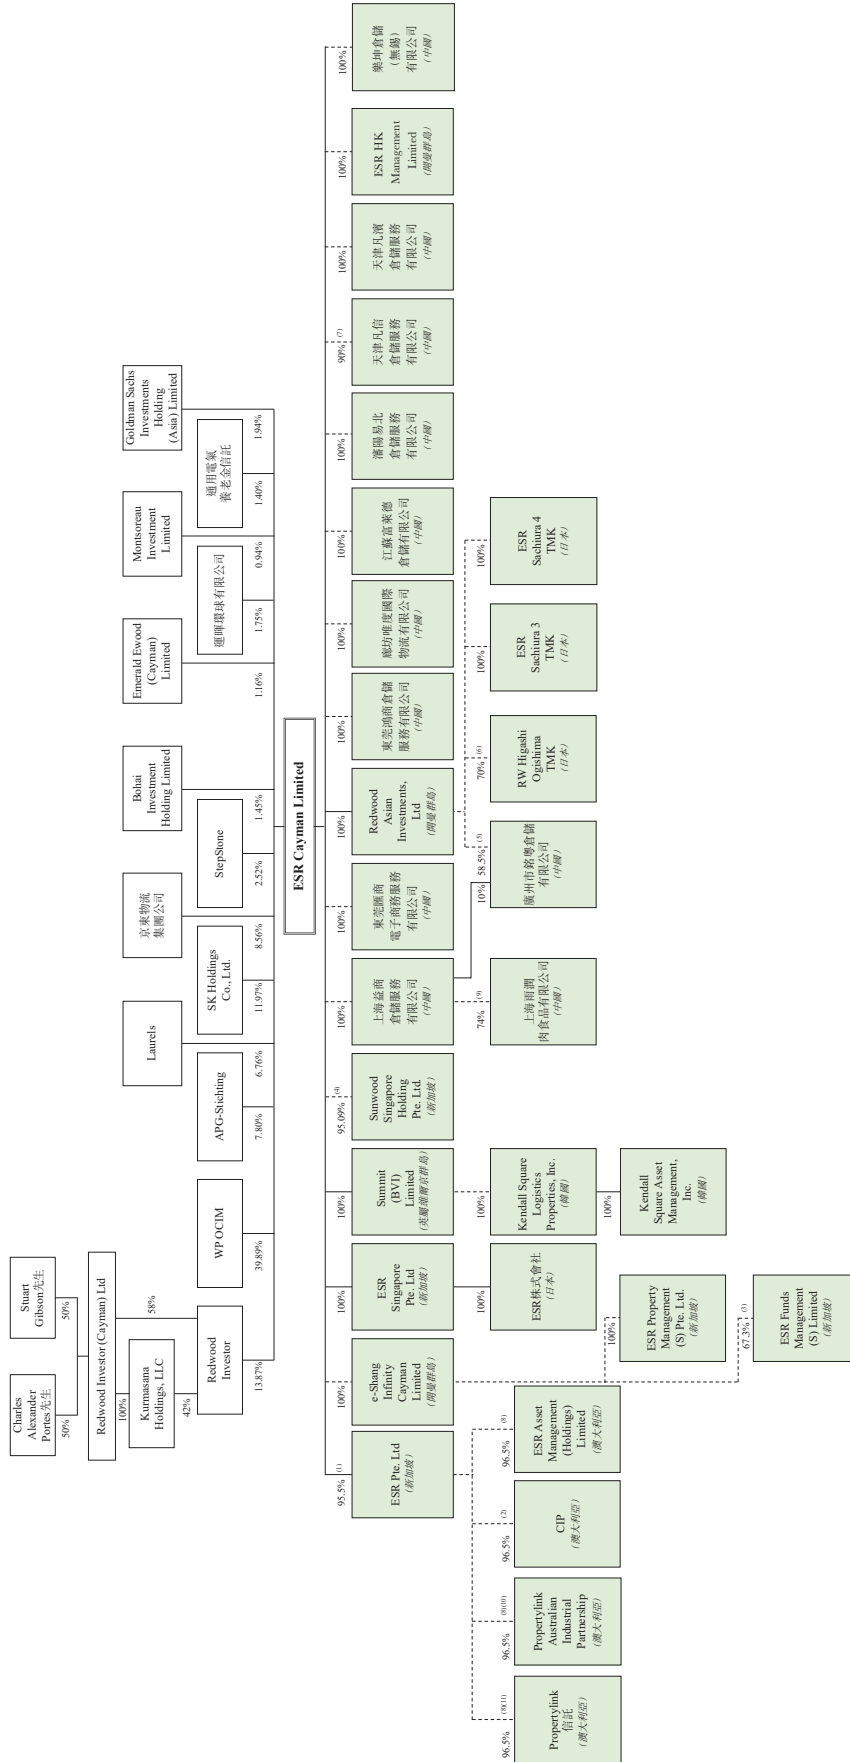 Charles
Alexander
Portes先生
Stuart
Gibson先生
50%
50%
Redwood Investor (Cayman) Ltd
100%
58%
Kurmasana
Holdings, LLC
42%
Redwood
Investor
13.87%
WP OCIM
39.89%
APG-Stichting
7.80%
Laurels
6.76%
SK Holdings
Co., Ltd.
11.97%
京東物流
集團公司
8.56%
StepStone
2.52%
Bohai
Investment
Holding Limited
1.45%
Emerald Ewood
(Cayman)
Limited
1.16%
運暉環球有限公司
1.75%
Montsoreau
Investment
Limited
0.94%
通用電氣
養老金信託
1.40%
Goldman Sachs
Investments
Holding
(Asia) Limited
1.94%
ESR Cayman Limited
95.5% (1)
ESR Pte. Ltd
(新加坡)
100%
e-Shang
Infinity
Cayman
Limited
(開曼群島)
100%
ESR
Singapore
Pte. Ltd
(新加坡)
100%
Summit
(BVI)
Limited
(英屬維爾京群島)
95.09% (4)
Sunwood
Singapore
Holding
Pte. Ltd.
(新加坡)
100%
上海益商
倉儲服務
有限公司
(中國)
100%
東莞匯商
電子商務服務
有限公司
(中國)
100%
Redwood
Asian
Investments,
Ltd
(開曼群島)
100%
東莞鴻商倉儲
服務有限公司
(中國)
100%
廊坊唯度國際
物流有限公司
(中國)
100%
江蘇富萊德
倉儲有限公司
(中國)
100%
瀋陽易北
倉儲服務
有限公司
(中國)
90% (7)
天津凡信
倉儲服務
有限公司
(中國)
100%
天津凡濱
倉儲服務
有限公司
(中國)
100%
ESR HK
Management
Limited
(開曼群島)
100%
樂坤倉儲
(無錫)
有限公司
(中國)
96.5% (8)(11)
Propertylink
信託
(澳大利亞)
96.5% (8)(10)
Propertylink
Australian
Industrial
Partnership
(澳大利亞)
96.5% (2)
CIP
(澳大利亞)
96.5% (8)
ESR Asset
Management
(Holdings)
Limited
(澳大利亞)
100%
ESR Property
Management
(S) Pte. Ltd.
(新加坡)
67.3% (3)
ESR Funds
Management
(S) Limited
(新加坡)
100%
ESR株式會社
(日本)
100%
Kendall Square
Logistics
Properties, Inc.
(韓國)
100%
Kendall
Square Asset
Management,
Inc.
(韓國)
74% (9)
上海雨潤
肉食品有限公司
(中國)
10%
58.5% (5)
廣州市銘粵倉儲
有限公司
(中國)
70% (6)
RW Higashi
Ogishima
TMK
(日本)
100%
ESR
Sachiura 3
TMK
(日本)
100%
ESR
Sachiura 4
TMK
(日本)